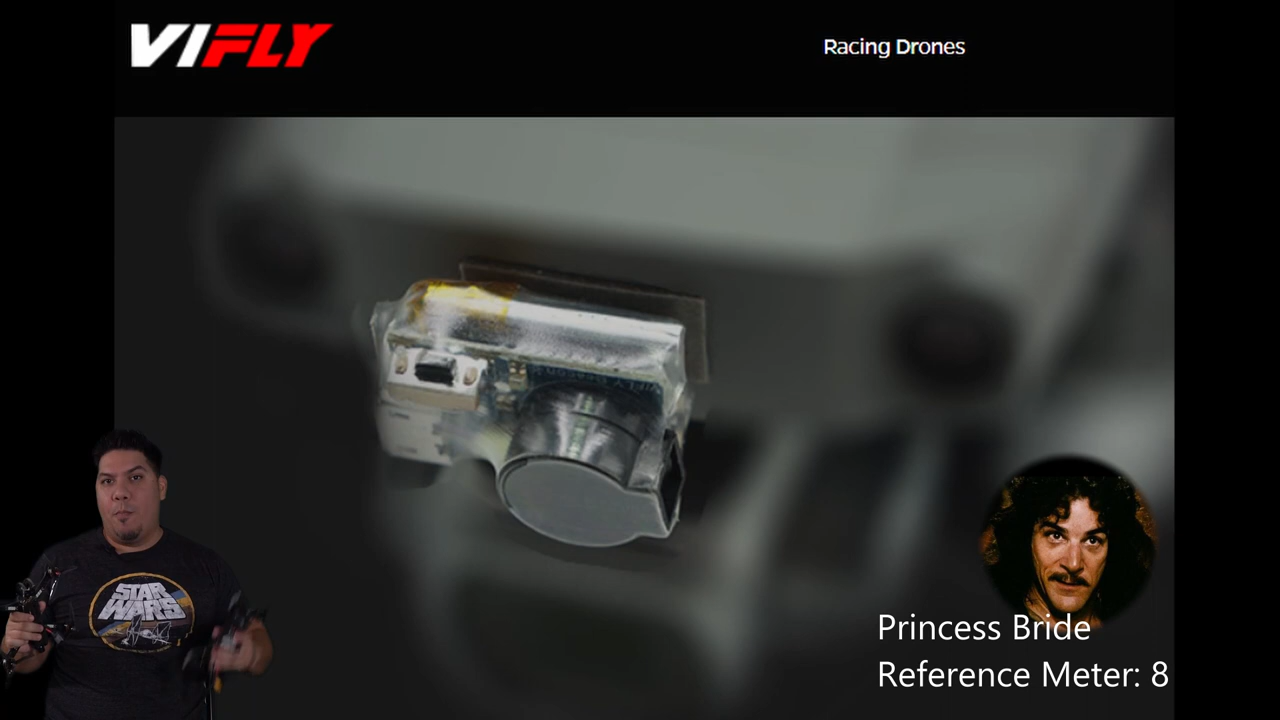 VIFLY
Racing Drones
STAR
WARS
Princess Bride
Reference Meter: 8